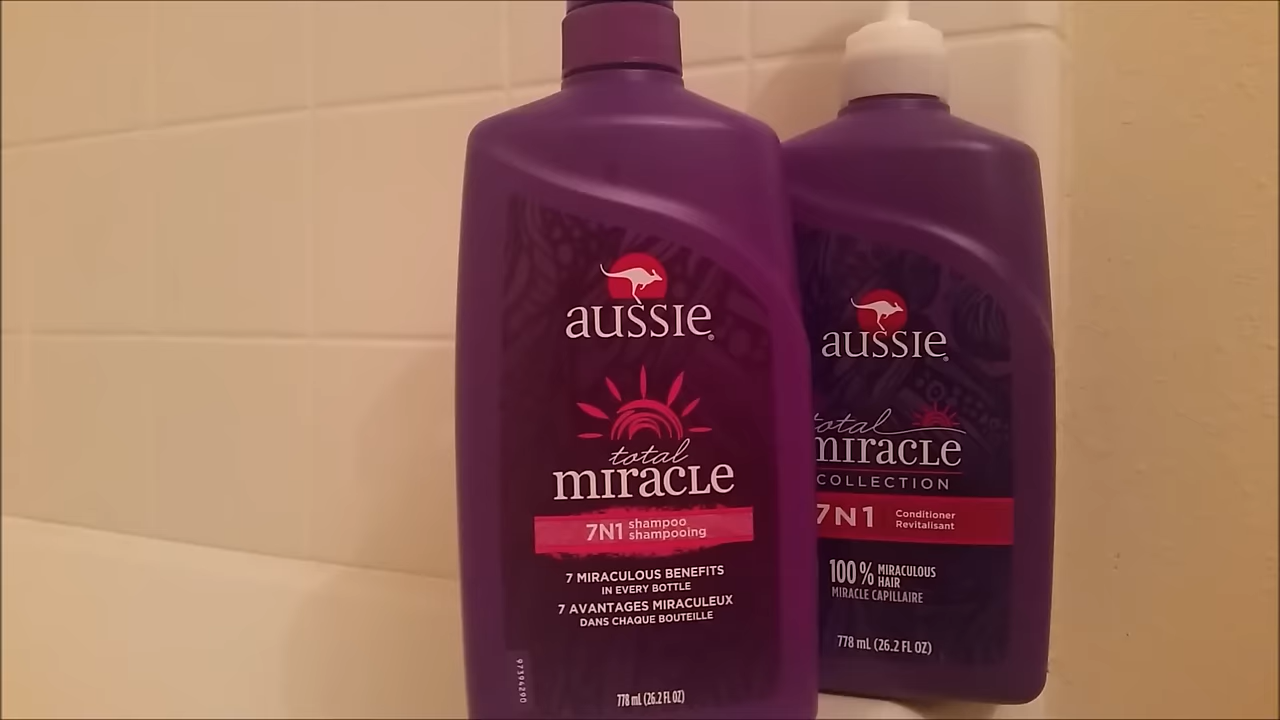 aussie®
total
miracle
7N1 shampoo
shampooing
7 MIRACULOUS BENEFITS
IN EVERY BOTTLE
7 AVANTAGES MIRACULEUX
DANS CHAQUE BOUTEILLE
97394290
778 mL (26.2 FL OZ)
aussie®
total
miracle
COLLECTION
7N1 Conditioner
Revitalisant
100% MIRACULOUS
HAIR
MIRACLE CAPILLAIRE
778 mL (26.2 FL OZ)